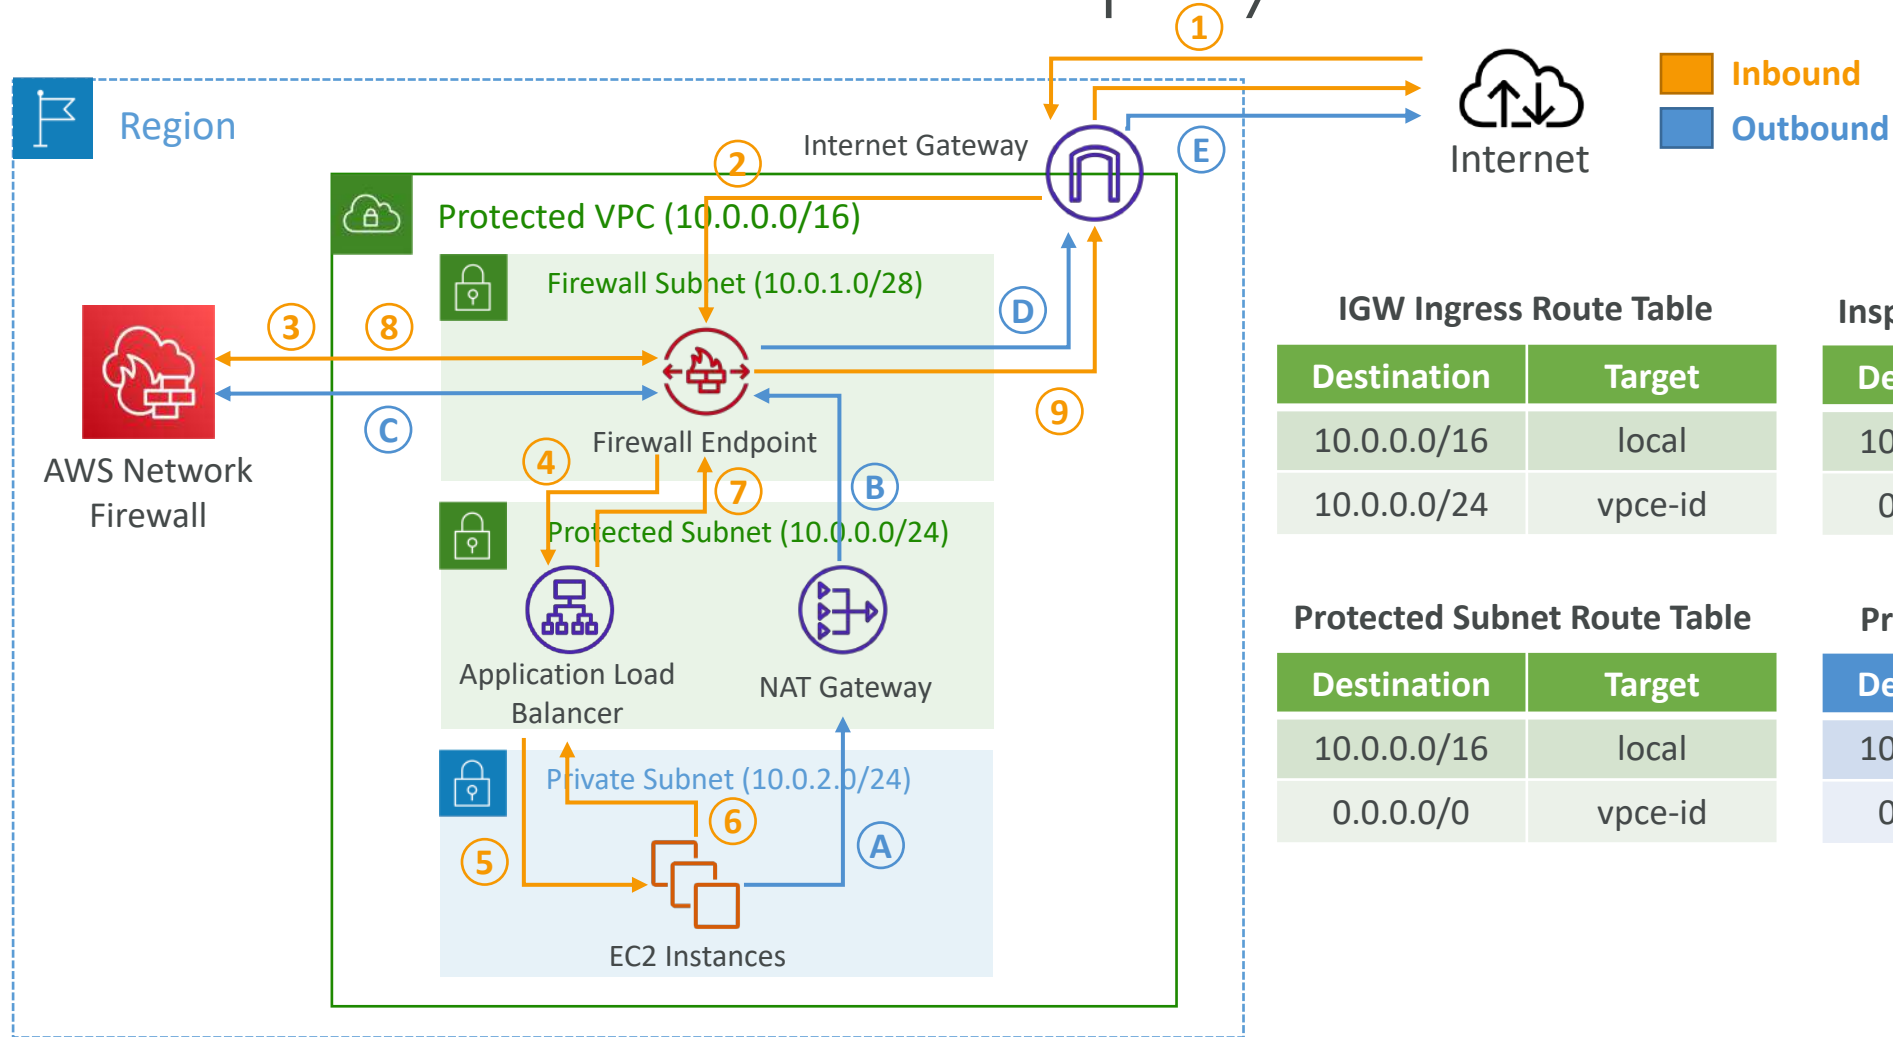 1
Inbound
Outbound
Internet
Region
Internet Gateway
E
2
Protected VPC (10.0.0.0/16)
Firewall Subnet (10.0.1.0/28)
D
3
8
C
9
AWS Network
Firewall
Firewall Endpoint
4
7
B
Protected Subnet (10.0.0.0/24)
Application Load
Balancer
NAT Gateway
Private Subnet (10.0.2.0/24)
5
6
A
EC2 Instances
IGW Ingress Route Table
Destination Target
10.0.0.0/16 local
10.0.0.0/24 vpce-id
Protected Subnet Route Table
Destination Target
10.0.0.0/16 local
0.0.0.0/0 vpce-id